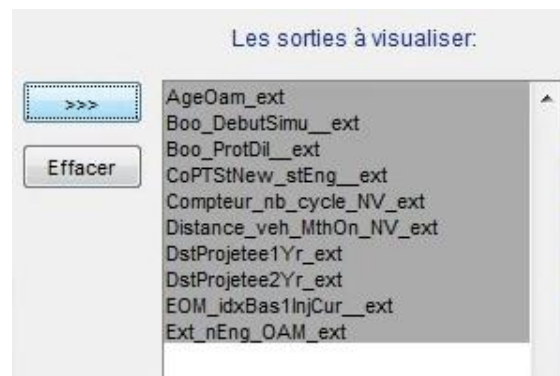 Les sorties à visualiser:
>>>
Effacer
AgeOam_ext
Boo_DebutSimu__ext
Boo_ProtDil__ext
CoPTStNew_stEng__ext
Compteur_nb_cycle_NV_ext
Distance_veh_MthOn_NV_ext
DstProjetee1Yr_ext
DstProjetee2Yr_ext
EOM_idxBas1InjCur__ext
Ext_nEng_OAM_ext